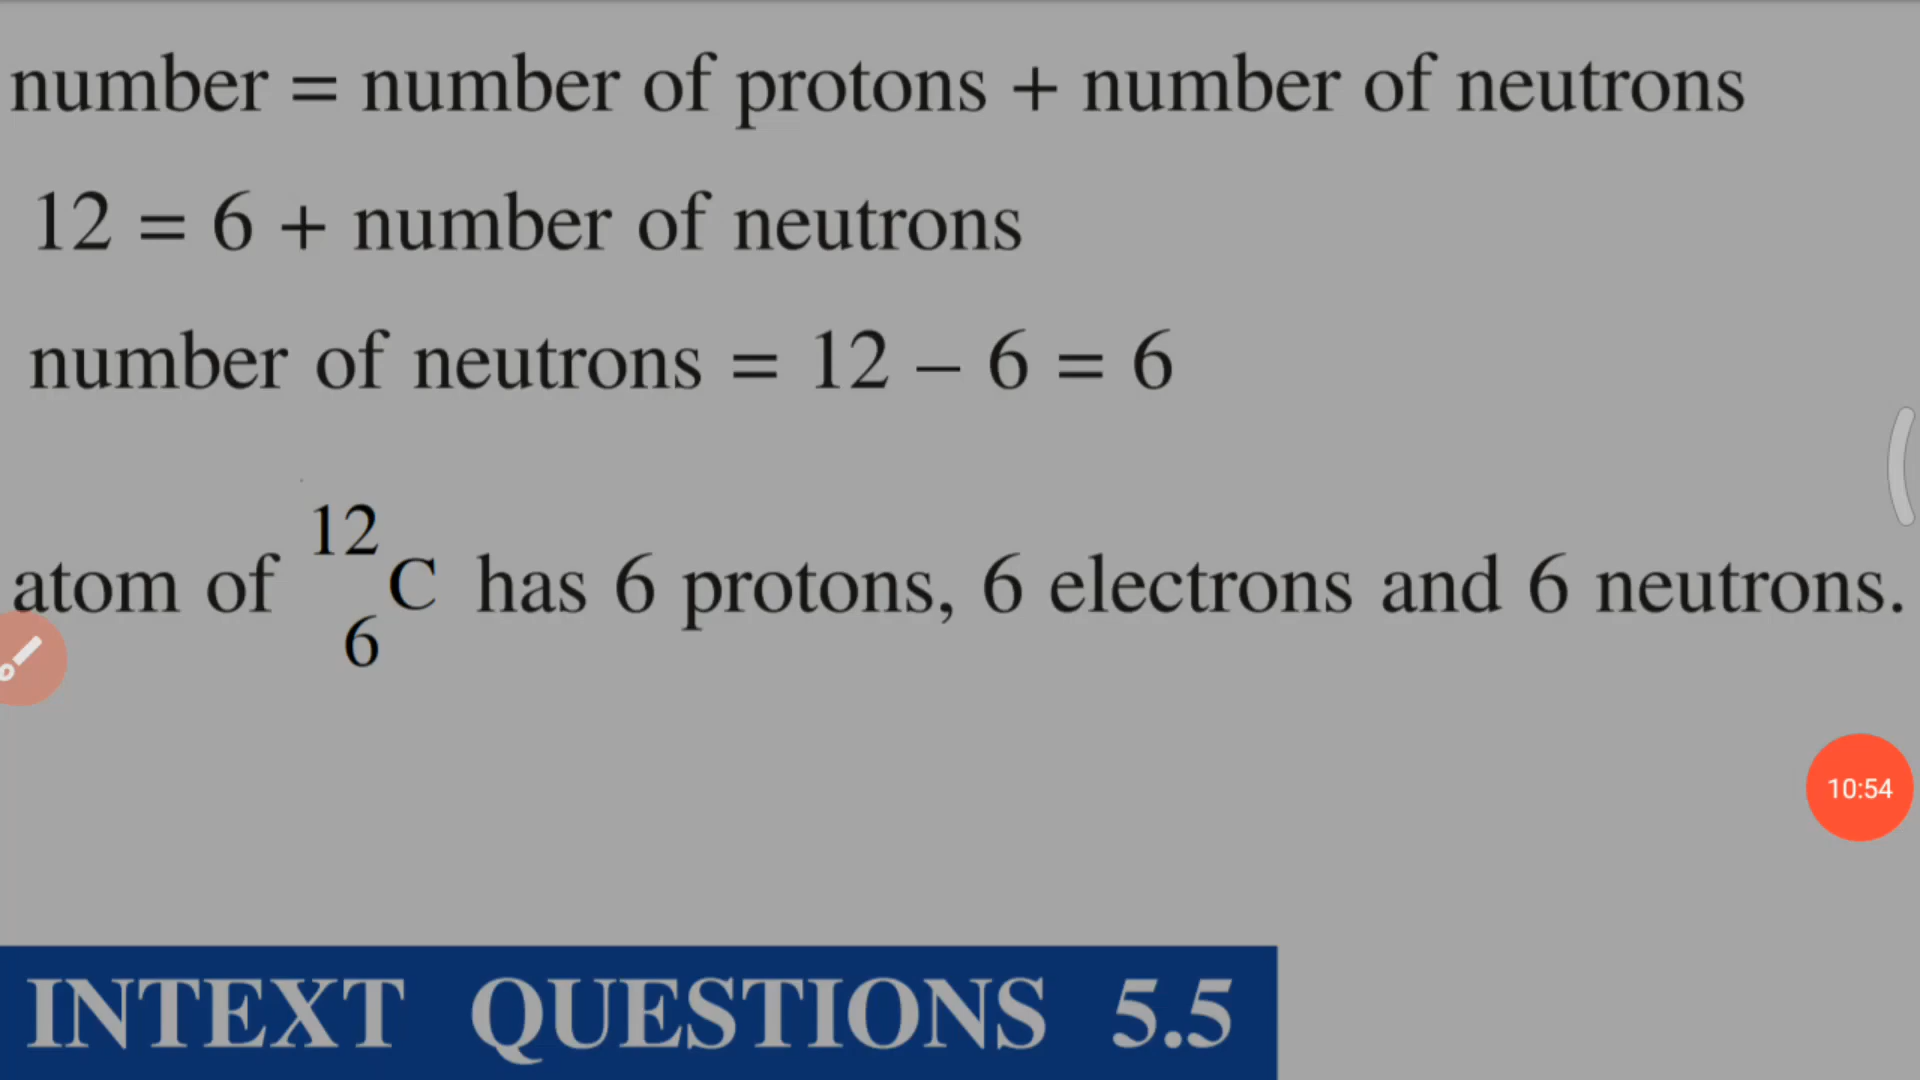 number = number of protons + number of neutrons
12 = 6 + number of neutrons
number of neutrons = 12 – 6 = 6
atom of ¹²₆C has 6 protons, 6 electrons and 6 neutrons.
10:54
INTEXT QUESTIONS 5.5